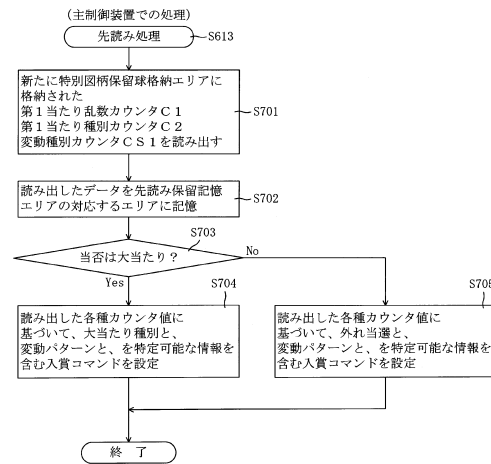 (主制御装置での処理)
先読み処理
S613
新たに特別図柄保留球格納エリアに
格納された
第1当たり乱数カウンタC1
第1当たり種別カウンタC2
変動種別カウンタCS1を読み出す
S701
読み出したデータを先読み保留記憶
エリアの対応するエリアに記憶
S702
S703
当否は大当たり?
No
Yes
S704
読み出した各種カウンタ値に
基づいて、大当たり種別と、
変動パターンと、を特定可能な情報を
含む入賞コマンドを設定
S705
読み出した各種カウンタ値に
基づいて、外れ当選と、
変動パターンと、を特定可能な情報を
含む入賞コマンドを設定
終 了